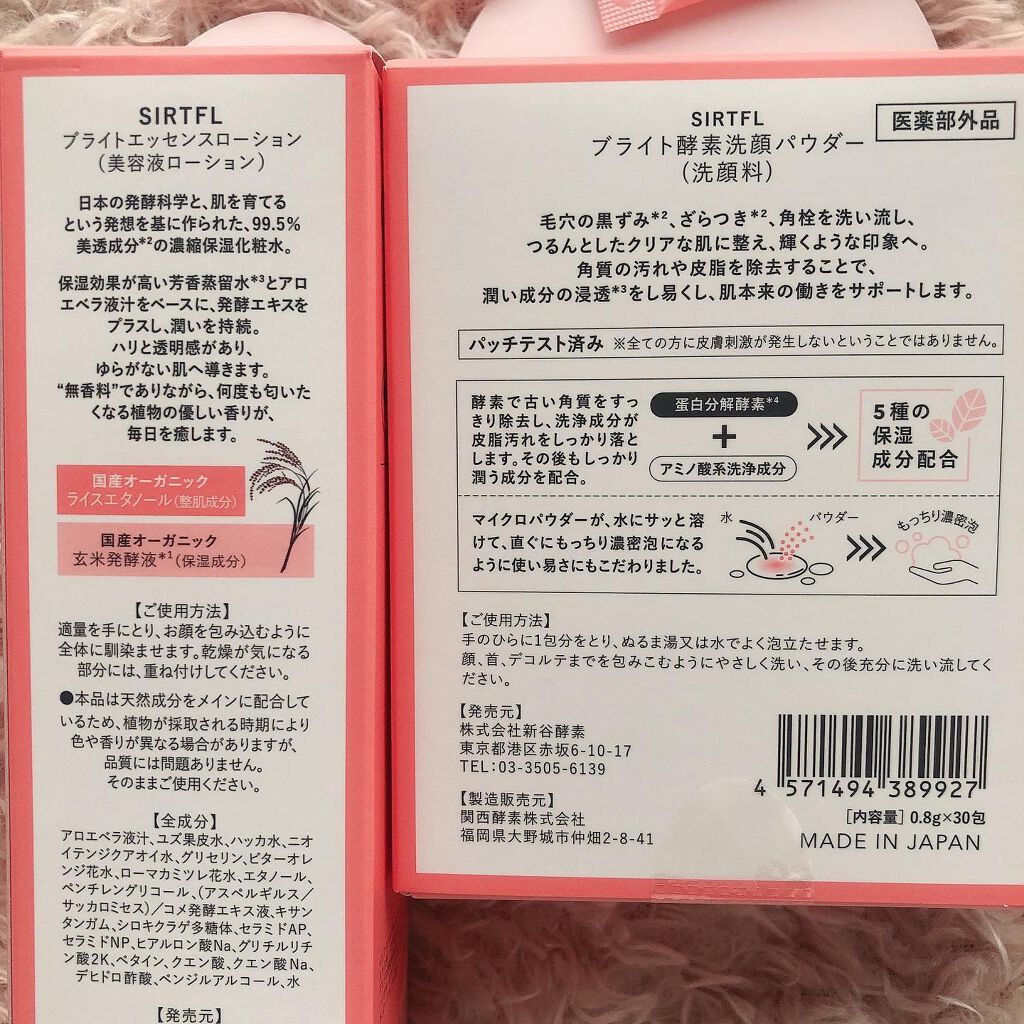 SIRTFL
ブライトエッセンスローション
(美容液ローション)
日本の発酵科学と、肌を育てる
という発想を基に作られた、99.5%
美透成分*2の濃縮保湿化粧水。
保湿効果が高い芳香蒸留水*3とアロ
エベラ液汁をベースに、発酵エキスを
プラスし、潤いを持続。
ハリと透明感があり、
ゆらがない肌へ導きます。
“無香料”でありながら、何度も匂いた
くなる植物の優しい香りが、
毎日を癒します。
国産オーガニック
ライスエタノール(整肌成分)
国産オーガニック
玄米発酵液*1(保湿成分)
【ご使用方法】
適量を手にとり、お顔を包み込むように
全体に馴染ませます。乾燥が気になる
部分には、重ね付けしてください。
●本品は天然成分をメインに配合して
いるため、植物が採取される時期により
色や香りが異なる場合がありますが、
品質には問題ありません。
そのままご使用ください。
【全成分】
アロエベラ液汁、ユズ果皮水、ハッカ水、ニオ
イテンジクアオイ水、グリセリン、ビターオレ
ンジ花水、ローマカミツレ花水、エタノール、
ペンチレングリコール、(アスペルギルス/
サッカロミセス)/コメ発酵エキス液、キサン
タンガム、シロキクラゲ多糖体、セラミドAP、
セラミドNP、ヒアルロン酸Na、グリチルリチ
ン酸2K、ベタイン、クエン酸、クエン酸Na、
デヒドロ酢酸、ベンジルアルコール、水
【発売元】
SIRTFL
ブライト酵素洗顔パウダー
(洗顔料)
医薬部外品
毛穴の黒ずみ*2、ざらつき*2、角栓を洗い流し、
つるんとしたクリアな肌に整え、輝くような印象へ。
角質の汚れや皮脂を除去することで、
潤い成分の浸透*3をし易くし、肌本来の働きをサポートします。
パッチテスト済み ※全ての方に皮膚刺激が発生しないということではありません。
酵素で古い角質をすっ
きり除去し、洗浄成分が
皮脂汚れをしっかり落と
します。その後もしっかり
潤う成分を配合。
蛋白分解酵素*4
+
アミノ酸系洗浄成分
5種の
保湿
成分配合
マイクロパウダーが、水にサッと溶
けて、直ぐにもっちり濃密泡になる
ように使い易さにもこだわりました。
水
パウダー
もっちり濃密泡
【ご使用方法】
手のひらに1包分をとり、ぬるま湯又は水でよく泡立たせます。
顔、首、デコルテまでを包みこむようにやさしく洗い、その後充分に洗い流してく
ださい。
【発売元】
株式会社新谷酵素
東京都港区赤坂6-10-17
TEL:03-3505-6139
【製造販売元】
関西酵素株式会社
福岡県大野城市仲畑2-8-41
4 571494 389927
[内容量] 0.8g×30包
MADE IN JAPAN